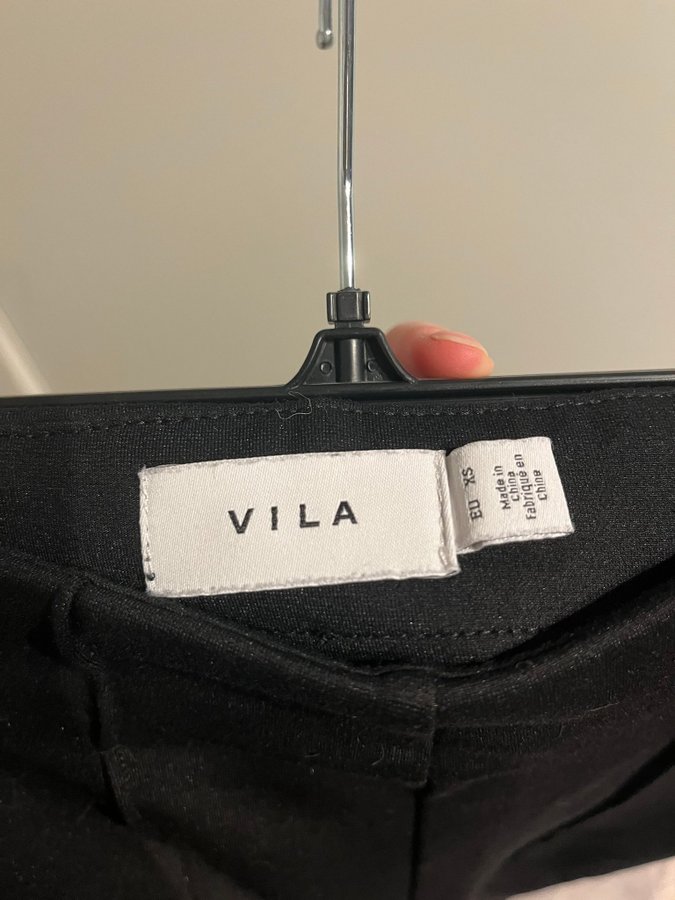 VILA
EU XS
Made in
China
Fabriqué en
Chine